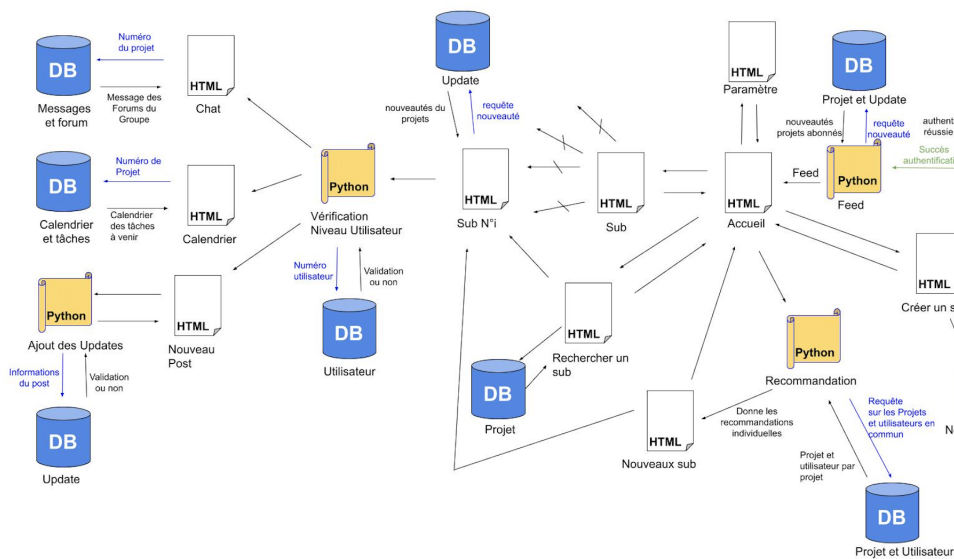 DB
Messages
et forum
Numéro
du projet
Message des
Forums du
Groupe
HTML
Chat
DB
Calendrier
et tâches
Numéro de
Projet
Calendrier
des tâches
à venir
HTML
Calendrier
Python
Ajout des Updates
HTML
Nouveau
Post
Informations
du post
Validation
ou non
DB
Update
Python
Vérification
Niveau Utilisateur
Numéro
utilisateur
Validation
ou non
DB
Utilisateur
DB
Update
nouveautés du
projets
requête
nouveauté
HTML
Sub N°i
HTML
Sub
HTML
Rechercher un
sub
DB
Projet
HTML
Nouveaux sub
HTML
Paramètre
HTML
Accueil
DB
Projet et Update
nouveautés
projets abonnés
requête
nouveauté
Feed
Python
Feed
authent
réussie
Succès
authentificati
HTML
Créer un s
Python
Recommandation
Donne les
recommandations
individuelles
Requête
sur les Projets
et utilisateurs en
commun
Projet et
utilisateur par
projet
DB
Projet et Utilisateur
N